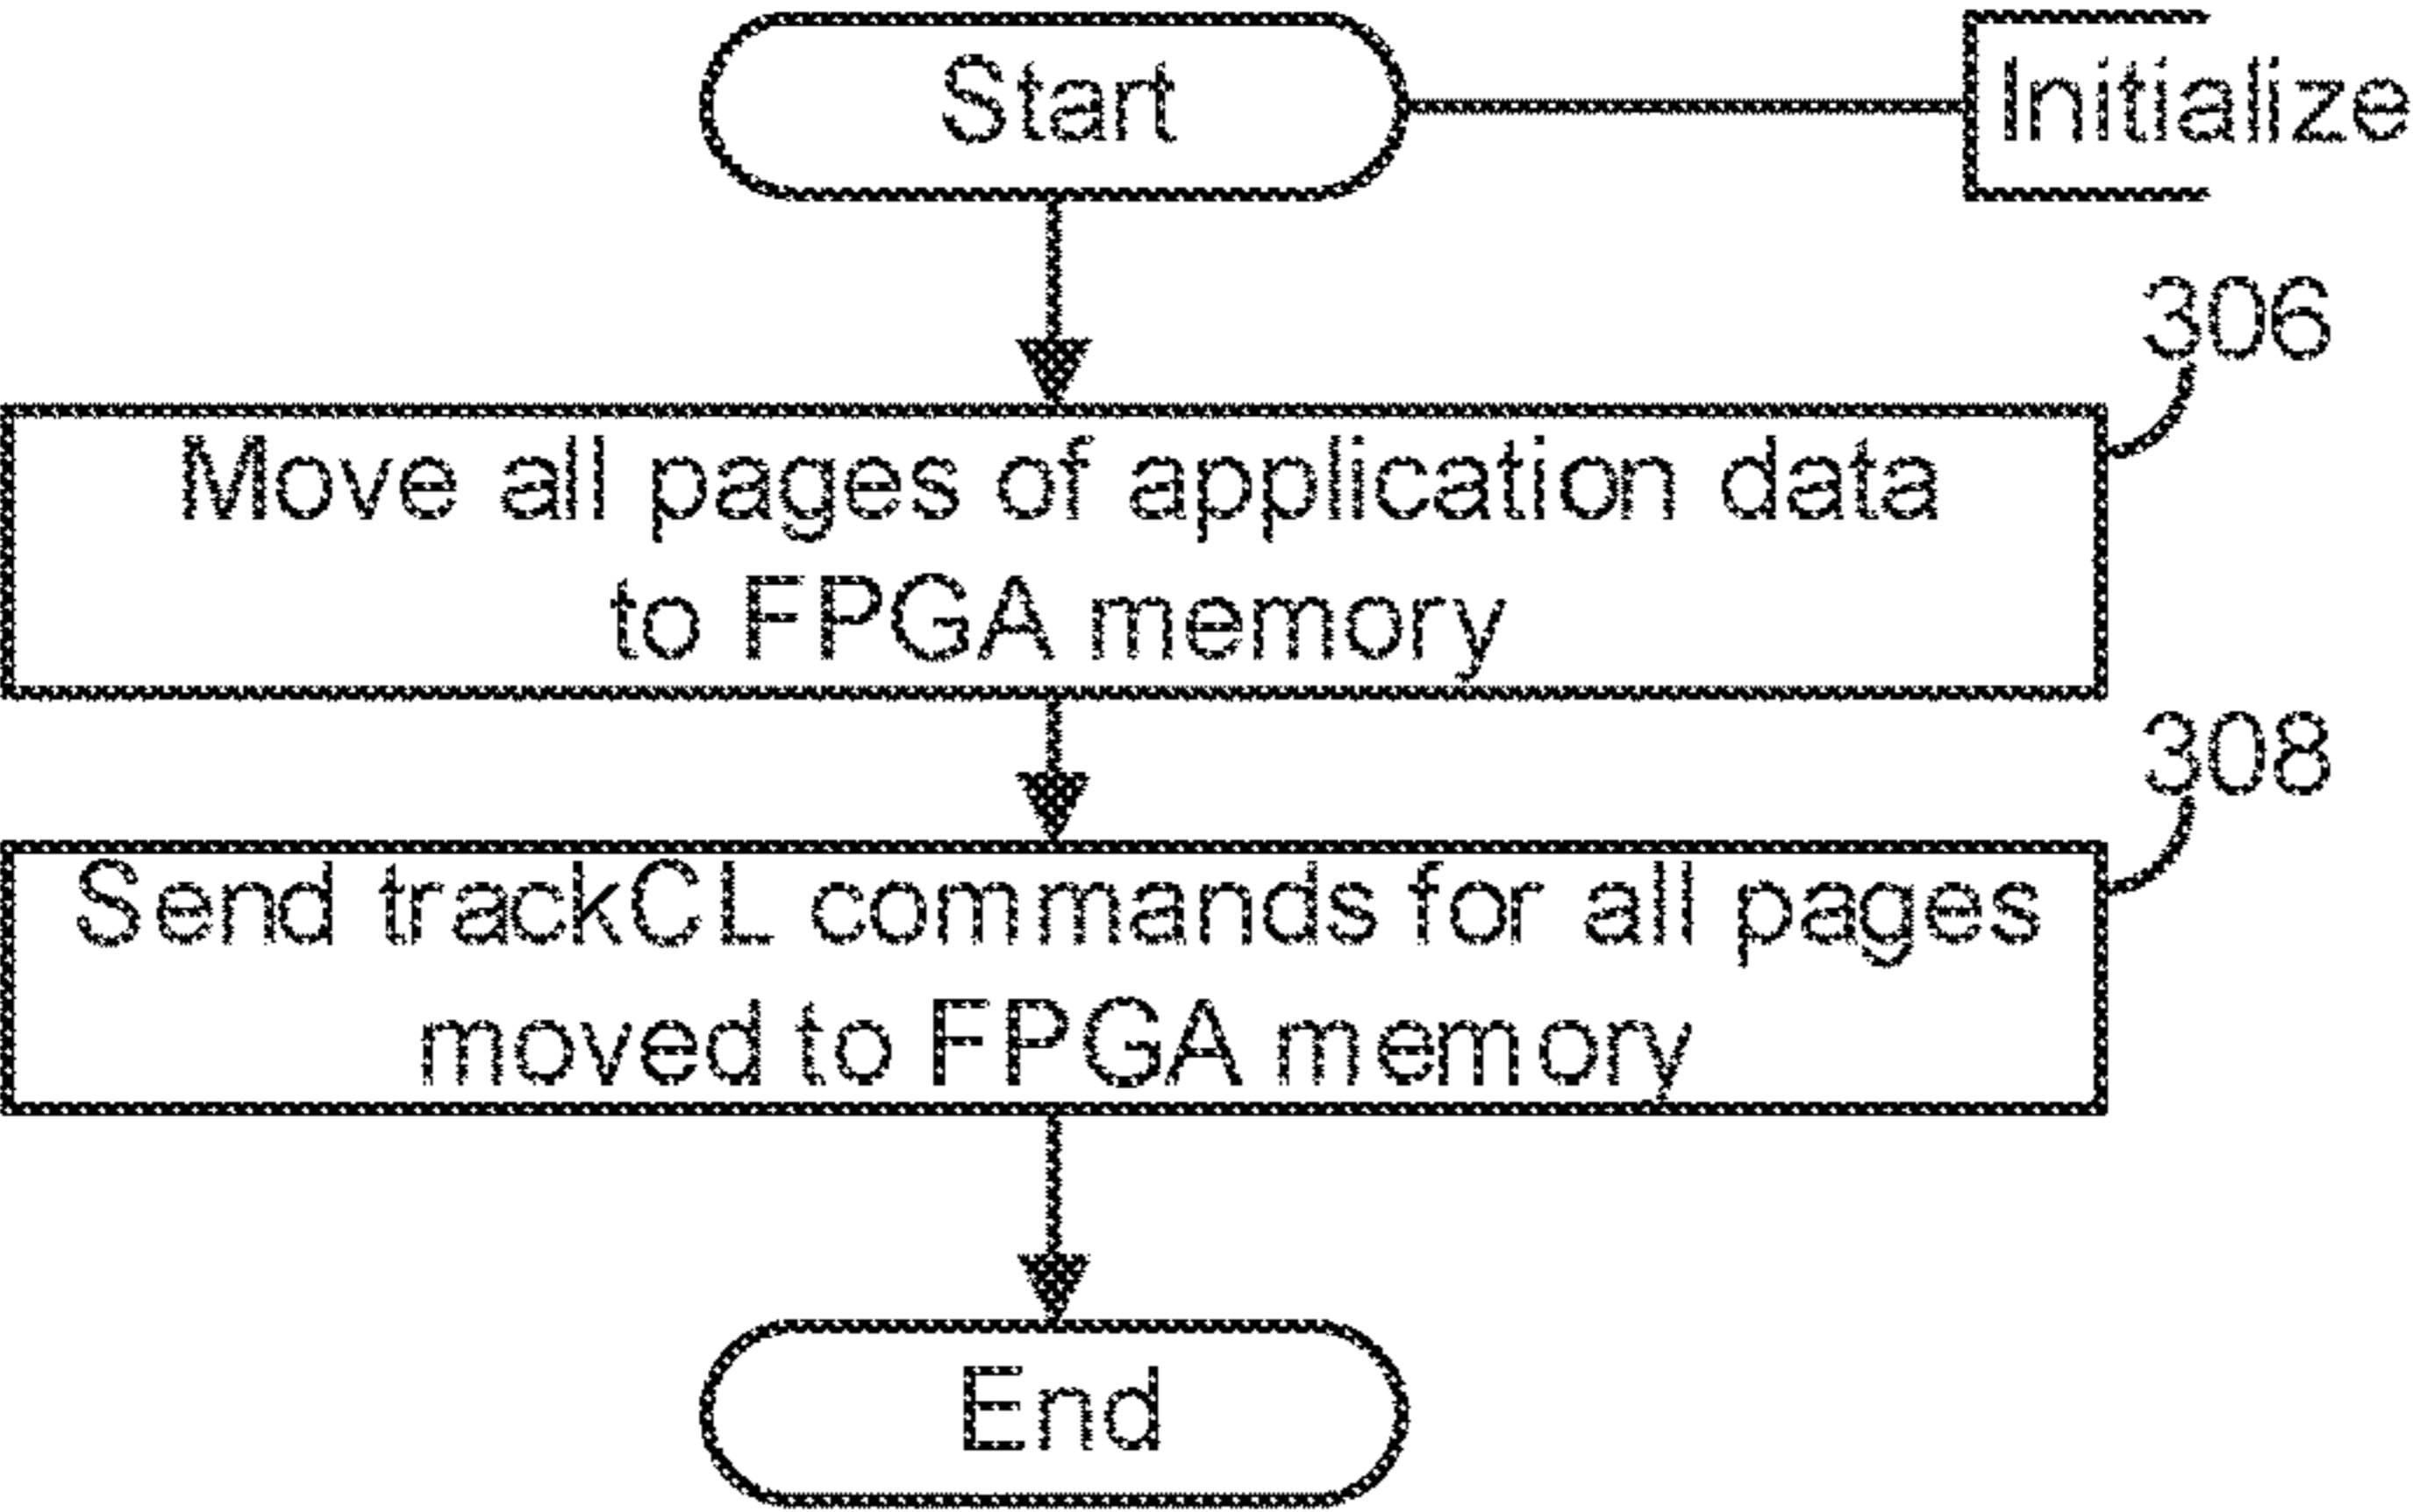 Start
Initialize
306
Move all pages of application data
to FPGA memory
308
Send trackCL commands for all pages
moved to FPGA memory
End